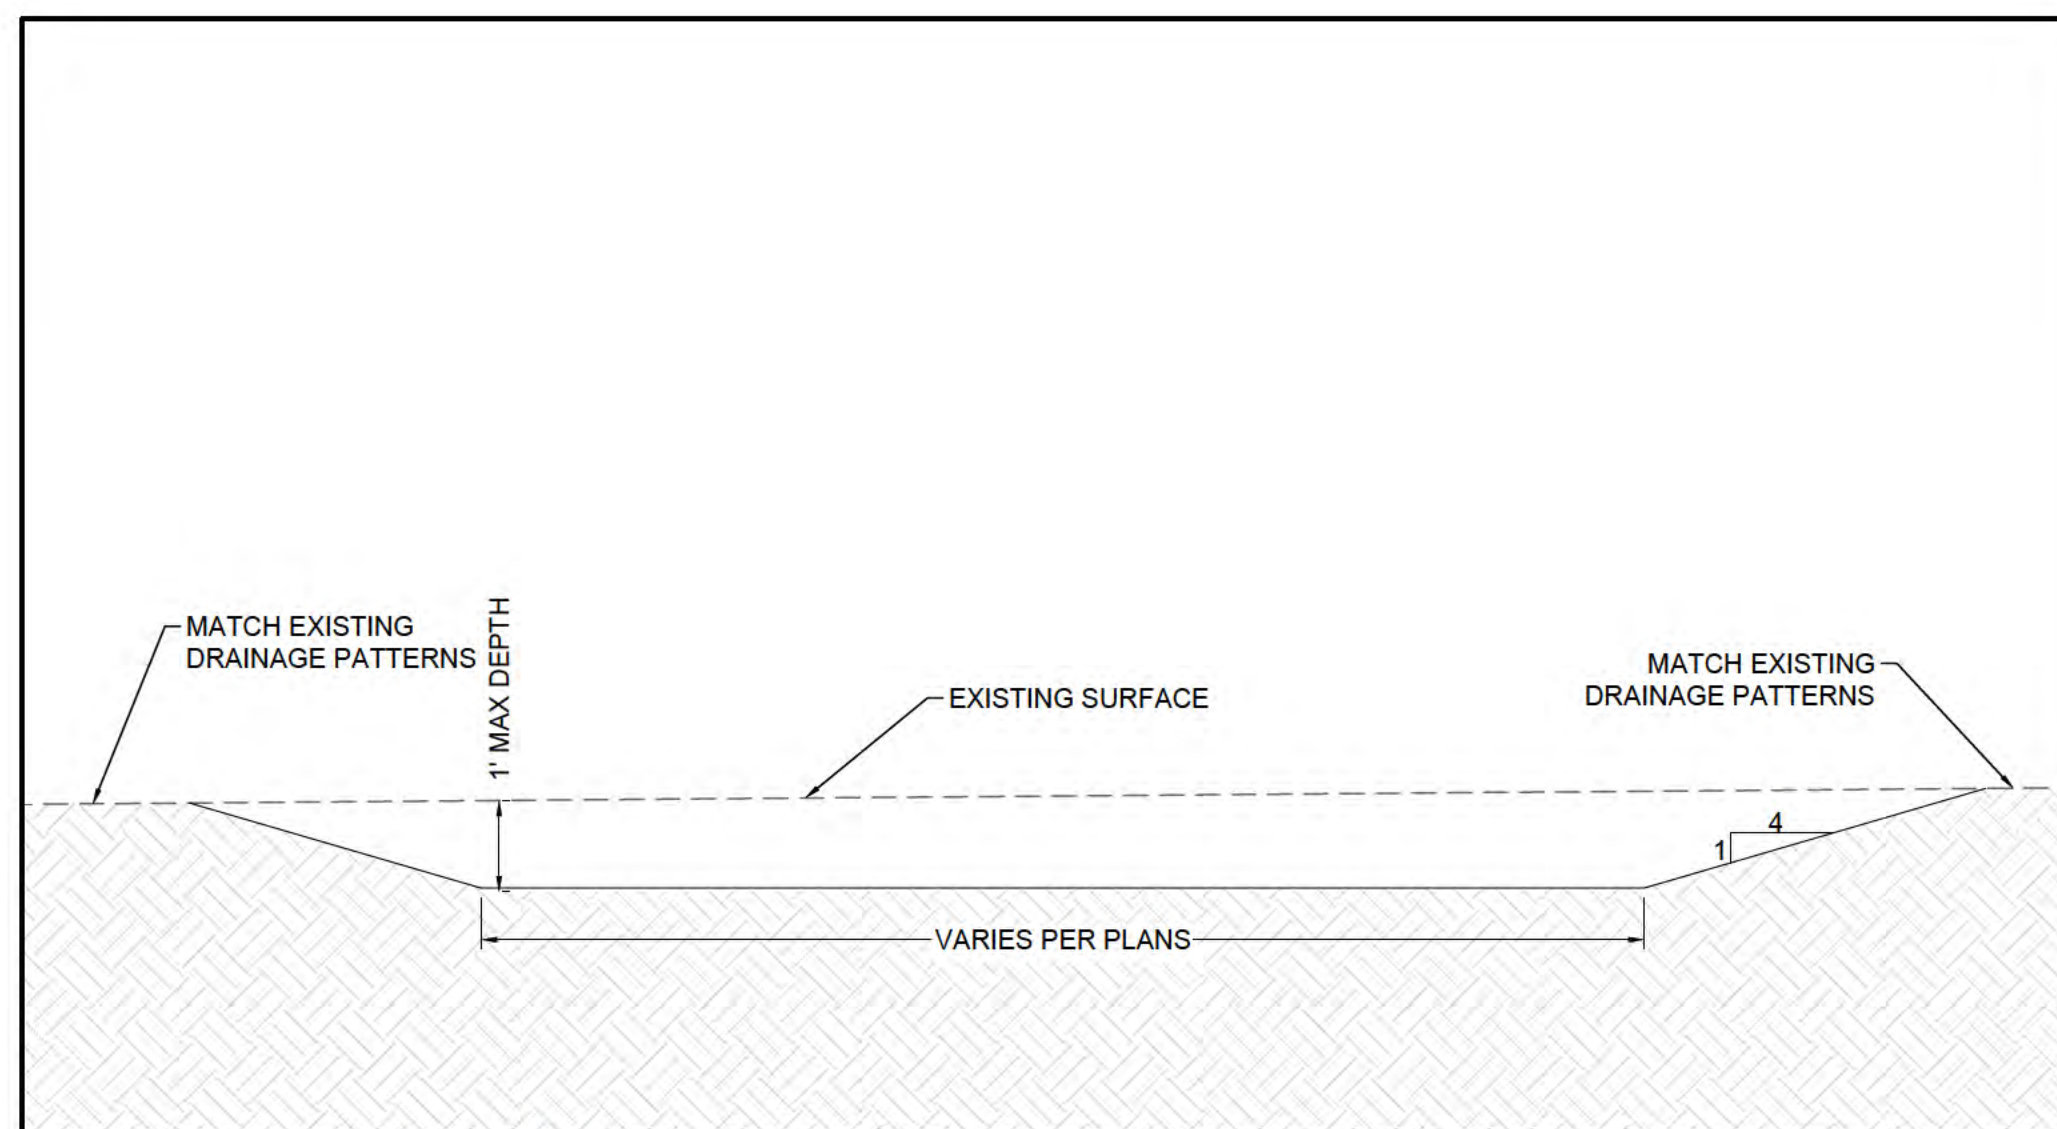 MATCH EXISTING
DRAINAGE PATTERNS
1' MAX DEPTH
EXISTING SURFACE
MATCH EXISTING
DRAINAGE PATTERNS
4
1
VARIES PER PLANS